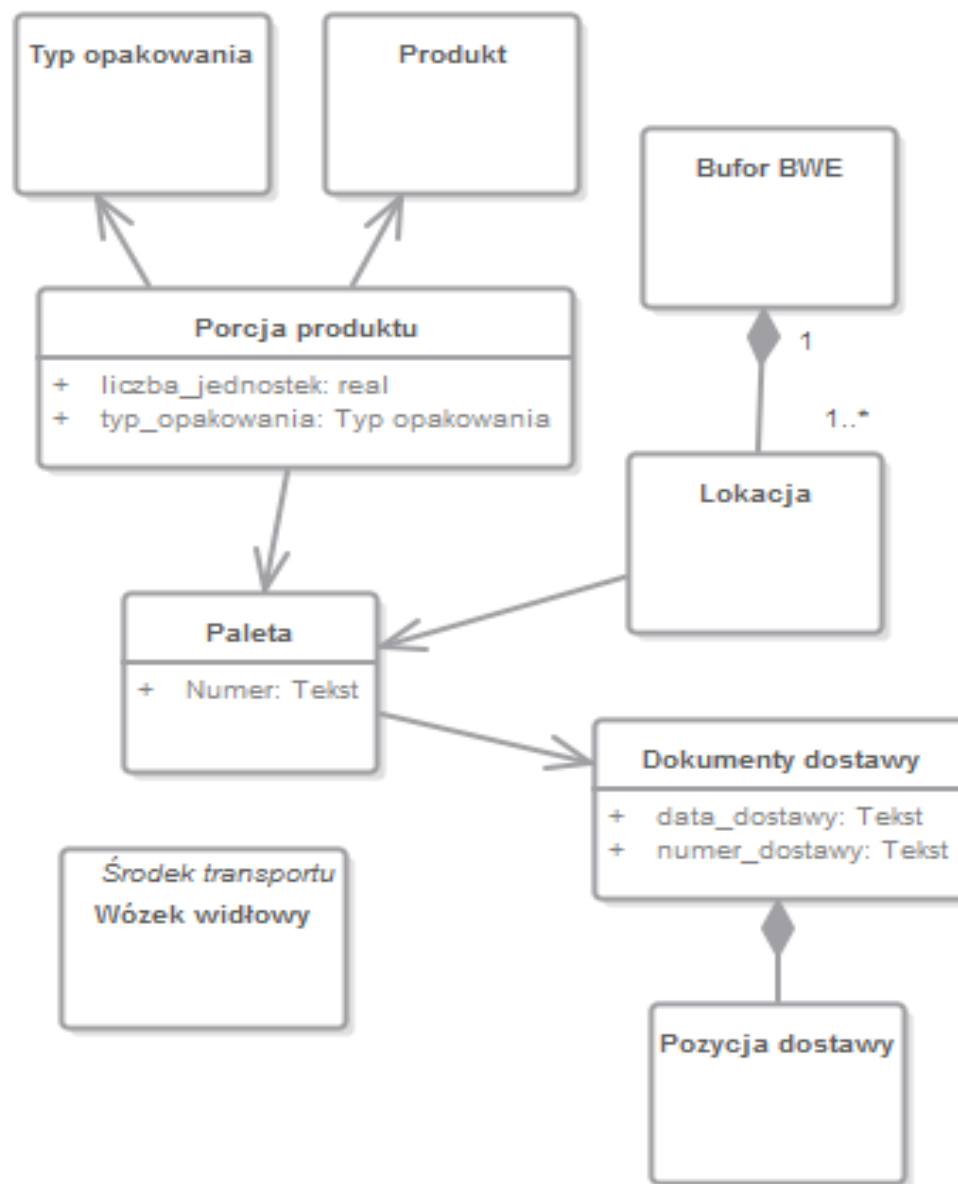 Typ opakowania
Produkt
Bufor BWE
1
1..*
Porcja produktu
+ liczba_jednostek: real
+ typ_opakowania: Typ opakowania
Lokacja
Paleta
+ Numer: Tekst
Dokumenty dostawy
+ data_dostawy: Tekst
+ numer_dostawy: Tekst
Środek transportu
Wózek widłowy
Pozycja dostawy